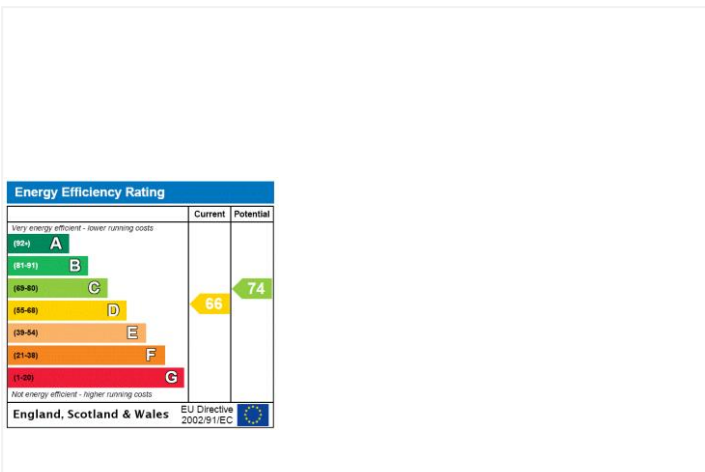 Energy Efficiency Rating
Current Potential
Very energy efficient - lower running costs
(92+) A
(81-91) B
(69-80) C
74
(55-68) D
66
(39-54) E
(21-38) F
(1-20) G
Not energy efficient - higher running costs
England, Scotland & Wales
EU Directive
2002/91/EC